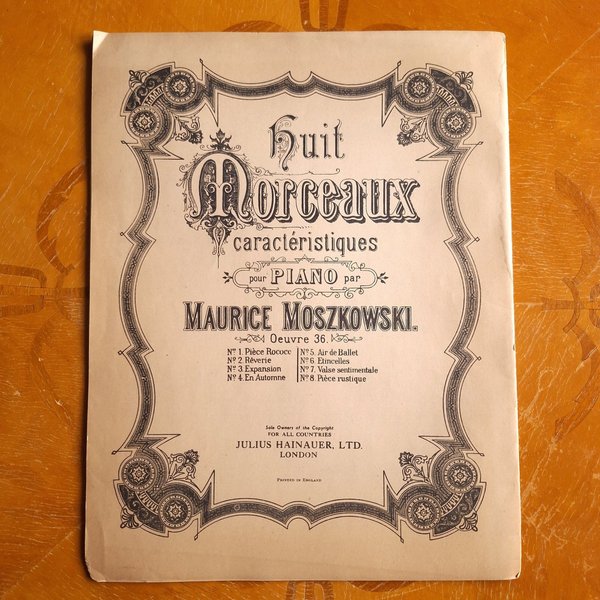 Huit
Morceaux
caractéristiques
pour PIANO par
MAURICE MOSZKOWSKI.
Oeuvre 36.
No 1. Pièce Rococo
No 2. Rêverie
No 3. Expansion
No 4. En Automne
No 5. Air de Ballet
No 6. Etincelles
No 7. Valse sentimentale
No 8. Pièce rustique
Sole Owners of the Copyright
FOR ALL COUNTRIES
JULIUS HAINAUER, LTD.
LONDON
PRINTED IN ENGLAND